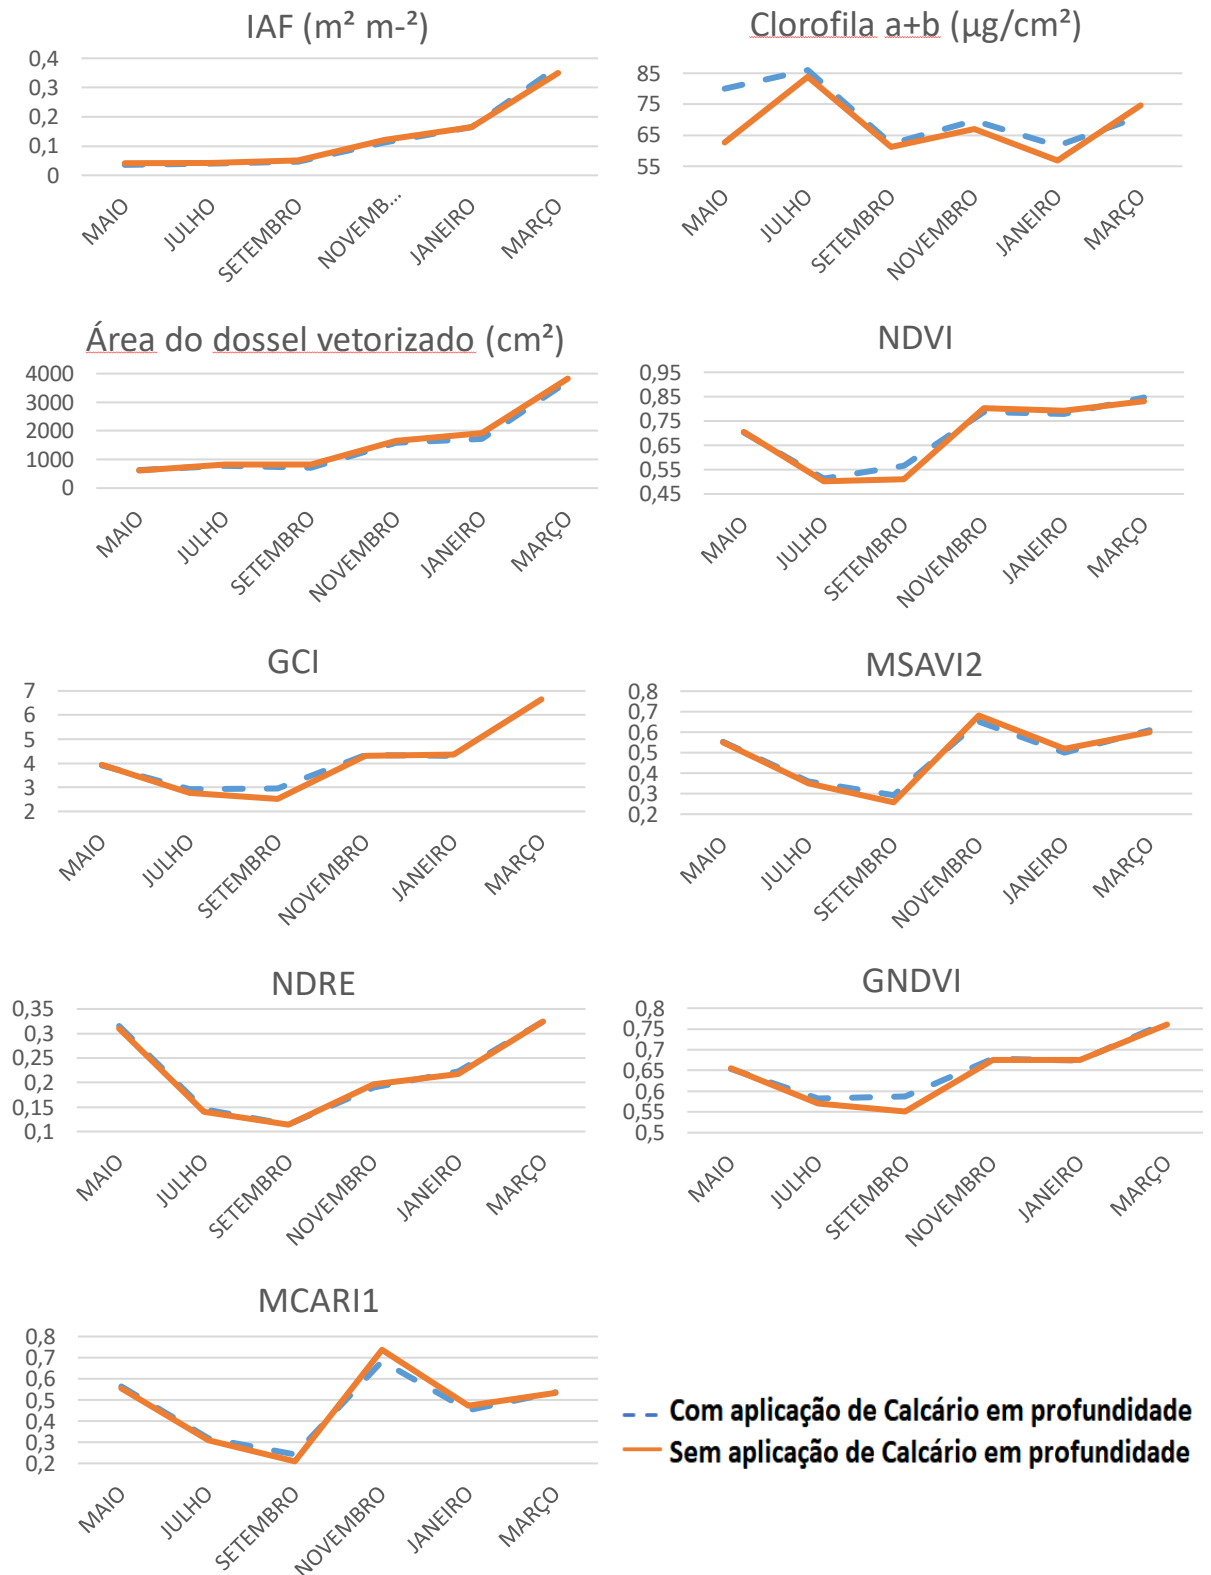 IAF (m² m-²)
0,4
0,3
0,2
0,1
0
MAIO
JULHO
SETEMBRO
NOVEMB...
JANEIRO
MARÇO
Clorofila a+b (µg/cm²)
85
75
65
55
MAIO
JULHO
SETEMBRO
NOVEMBRO
JANEIRO
MARÇO
Área do dossel vetorizado (cm²)
4000
3000
2000
1000
0
MAIO
JULHO
SETEMBRO
NOVEMBRO
JANEIRO
MARÇO
NDVI
0,95
0,85
0,75
0,65
0,55
0,45
MAIO
JULHO
SETEMBRO
NOVEMBRO
JANEIRO
MARÇO
GCI
7
6
5
4
3
2
MAIO
JULHO
SETEMBRO
NOVEMBRO
JANEIRO
MARÇO
MSAVI2
0,8
0,7
0,6
0,5
0,4
0,3
0,2
MAIO
JULHO
SETEMBRO
NOVEMBRO
JANEIRO
MARÇO
NDRE
0,35
0,3
0,25
0,2
0,15
0,1
MAIO
JULHO
SETEMBRO
NOVEMBRO
JANEIRO
MARÇO
GNDVI
0,8
0,75
0,7
0,65
0,6
0,55
0,5
MAIO
JULHO
SETEMBRO
NOVEMBRO
JANEIRO
MARÇO
MCARI1
0,8
0,7
0,6
0,5
0,4
0,3
0,2
MAIO
JULHO
SETEMBRO
NOVEMBRO
JANEIRO
MARÇO
Com aplicação de Calcário em profundidade
Sem aplicação de Calcário em profundidade